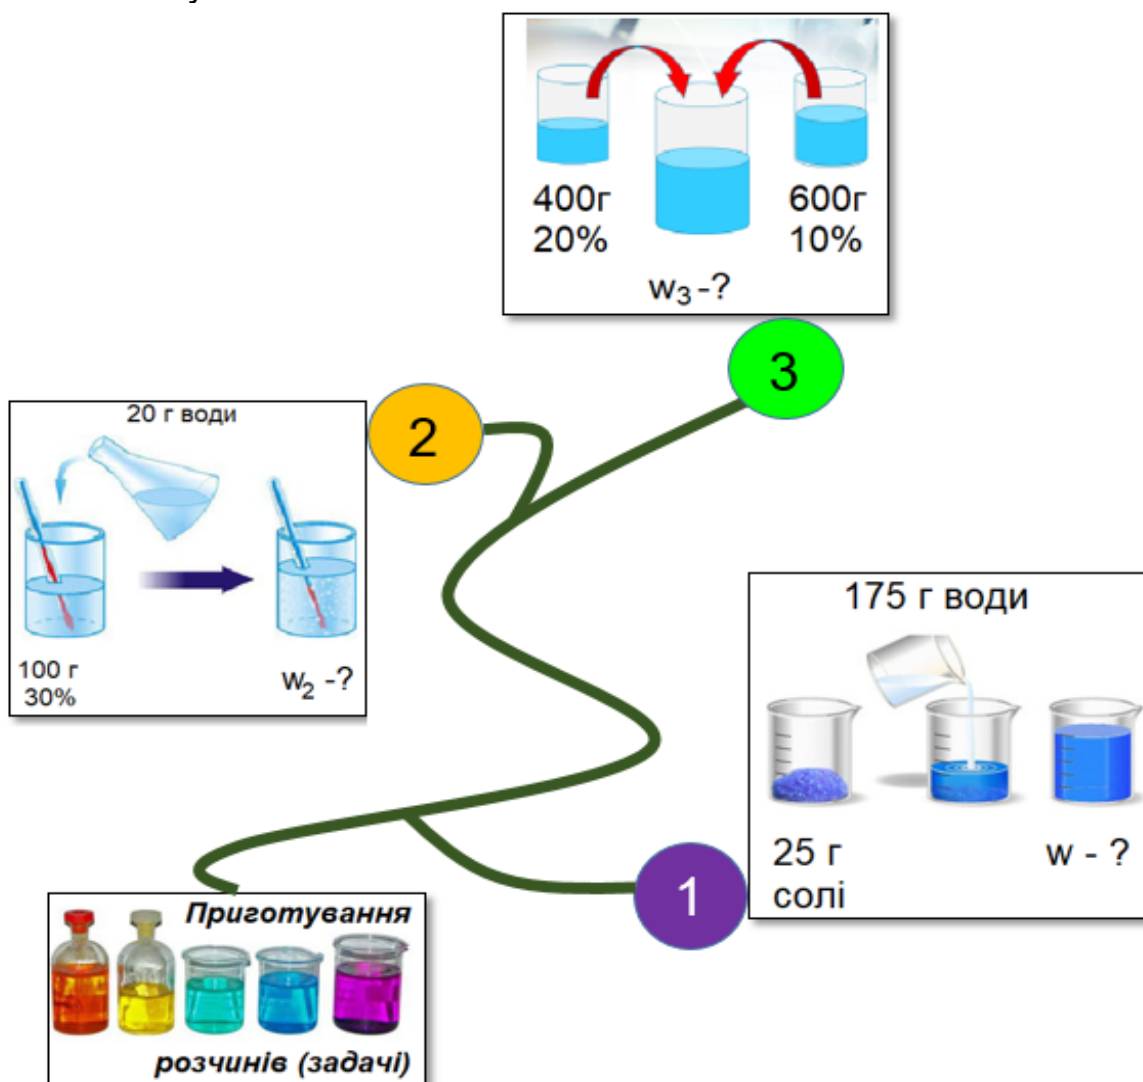 400г
20%
600г
10%
w₃ -?
3
2
20 г води
100 г
30%
w₂ -?
175 г води
25 г
солі
w - ?
1
Приготування
розчинів (задачі)